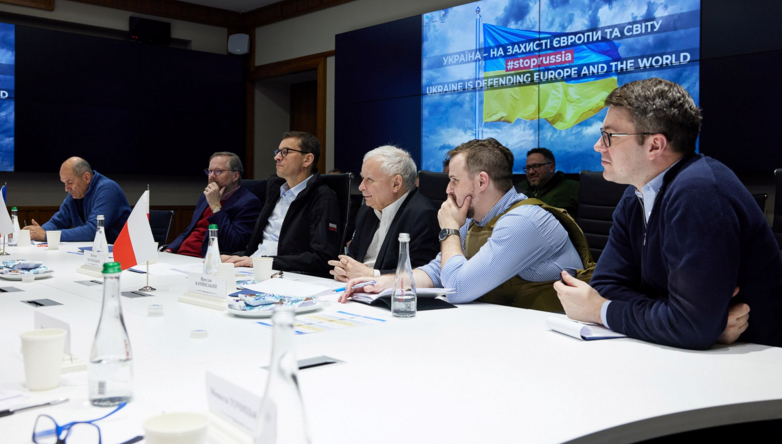 УКРАЇНА – НА ЗАХИСТІ ЄВРОПИ ТА СВІТУ
#stoprussia
UKRAINE IS DEFENDING EUROPE AND THE WORLD